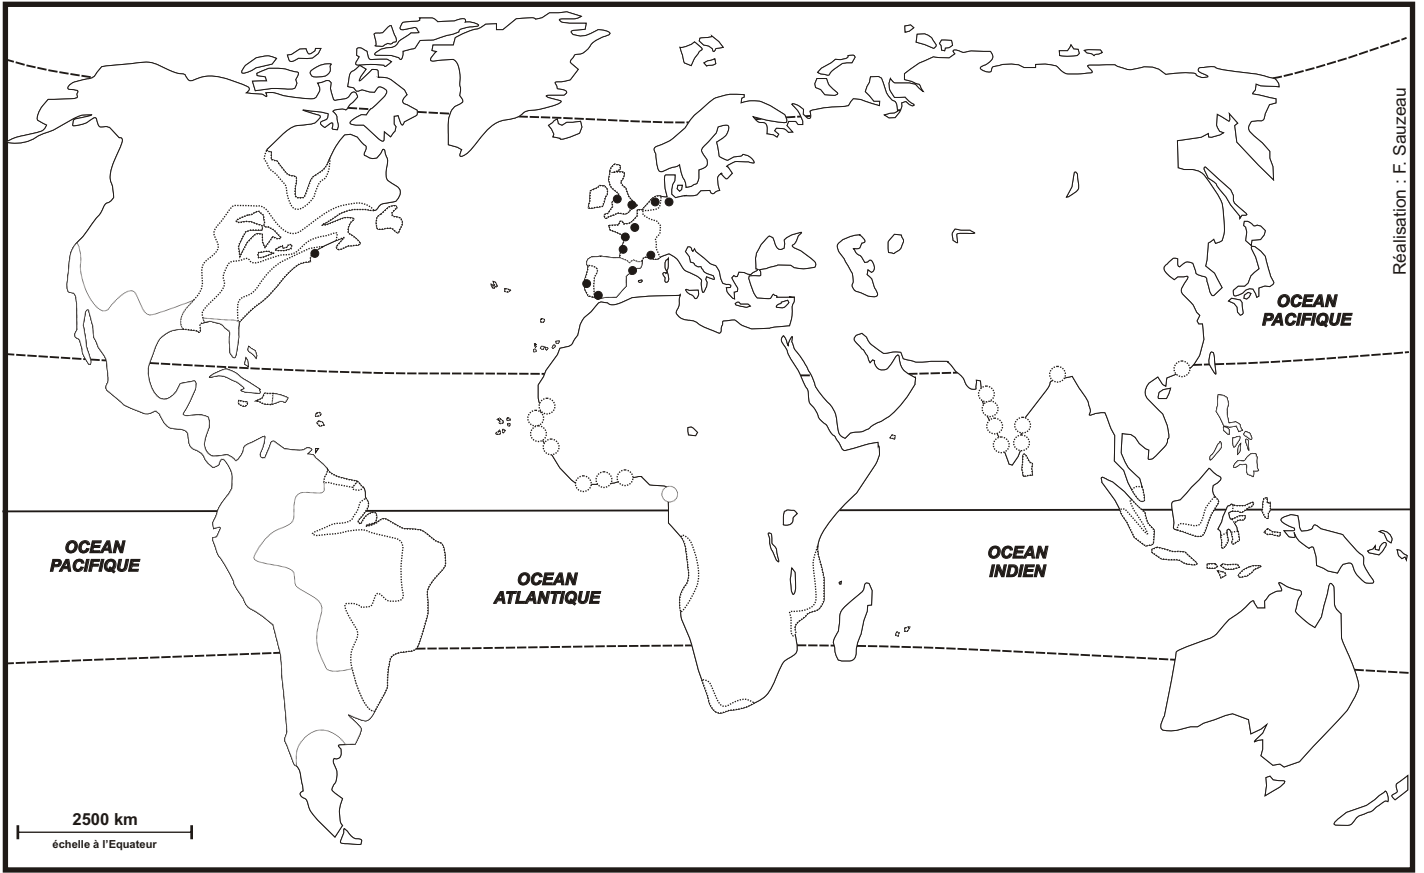 Réalisation : F. Sauzeau
OCEAN
PACIFIQUE
OCEAN
PACIFIQUE
OCEAN
ATLANTIQUE
OCEAN
INDIEN
2500 km
échelle à l'Equateur